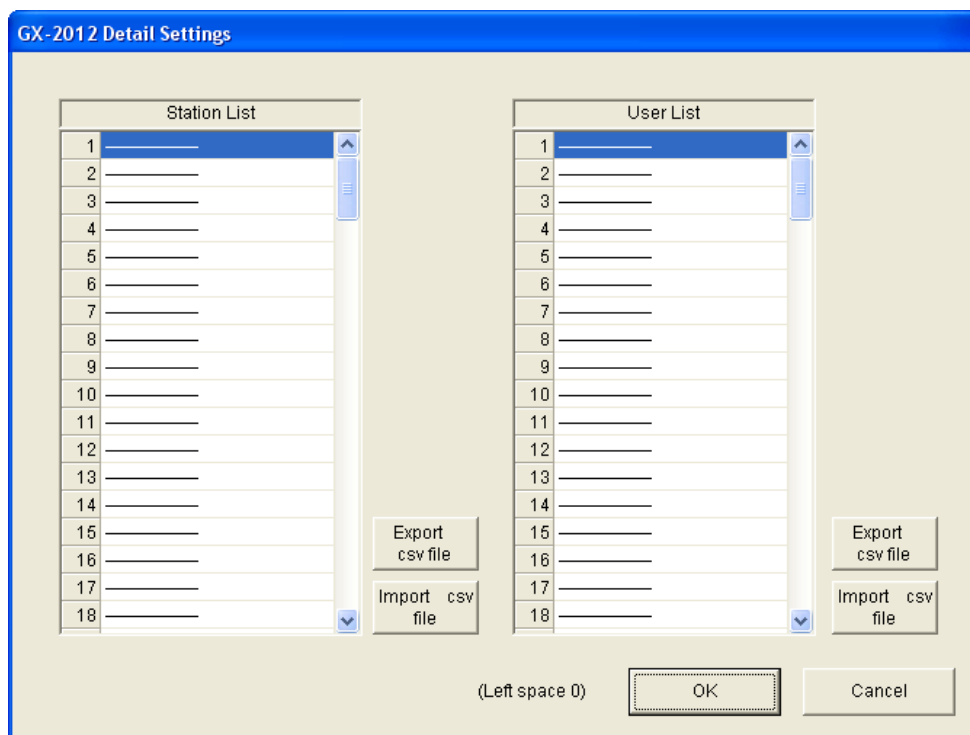 GX-2012 Detail Settings
Station List
1
2
3
4
5
6
7
8
9
10
11
12
13
14
15
16
17
18
Export
csv file
Import csv
file
User List
1
2
3
4
5
6
7
8
9
10
11
12
13
14
15
16
17
18
Export
csv file
Import csv
file
(Left space 0)
OK
Cancel